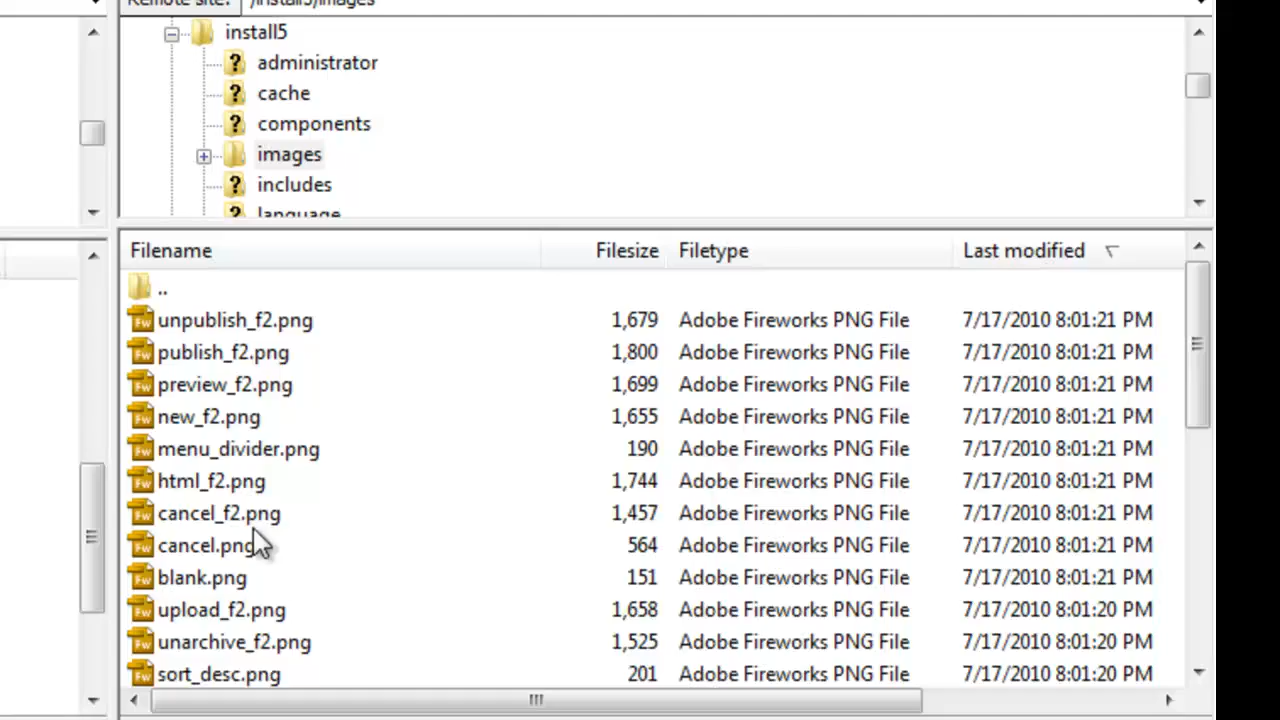 Remote site: /install5/images
install5
administrator
cache
components
images
includes
language
Filename Filesize Filetype Last modified
..
unpublish_f2.png 1,679 Adobe Fireworks PNG File 7/17/2010 8:01:21 PM
publish_f2.png 1,800 Adobe Fireworks PNG File 7/17/2010 8:01:21 PM
preview_f2.png 1,699 Adobe Fireworks PNG File 7/17/2010 8:01:21 PM
new_f2.png 1,655 Adobe Fireworks PNG File 7/17/2010 8:01:21 PM
menu_divider.png 190 Adobe Fireworks PNG File 7/17/2010 8:01:21 PM
html_f2.png 1,744 Adobe Fireworks PNG File 7/17/2010 8:01:21 PM
cancel_f2.png 1,457 Adobe Fireworks PNG File 7/17/2010 8:01:21 PM
cancel.png 564 Adobe Fireworks PNG File 7/17/2010 8:01:21 PM
blank.png 151 Adobe Fireworks PNG File 7/17/2010 8:01:21 PM
upload_f2.png 1,658 Adobe Fireworks PNG File 7/17/2010 8:01:20 PM
unarchive_f2.png 1,525 Adobe Fireworks PNG File 7/17/2010 8:01:20 PM
sort_desc.png 201 Adobe Fireworks PNG File 7/17/2010 8:01:20 PM